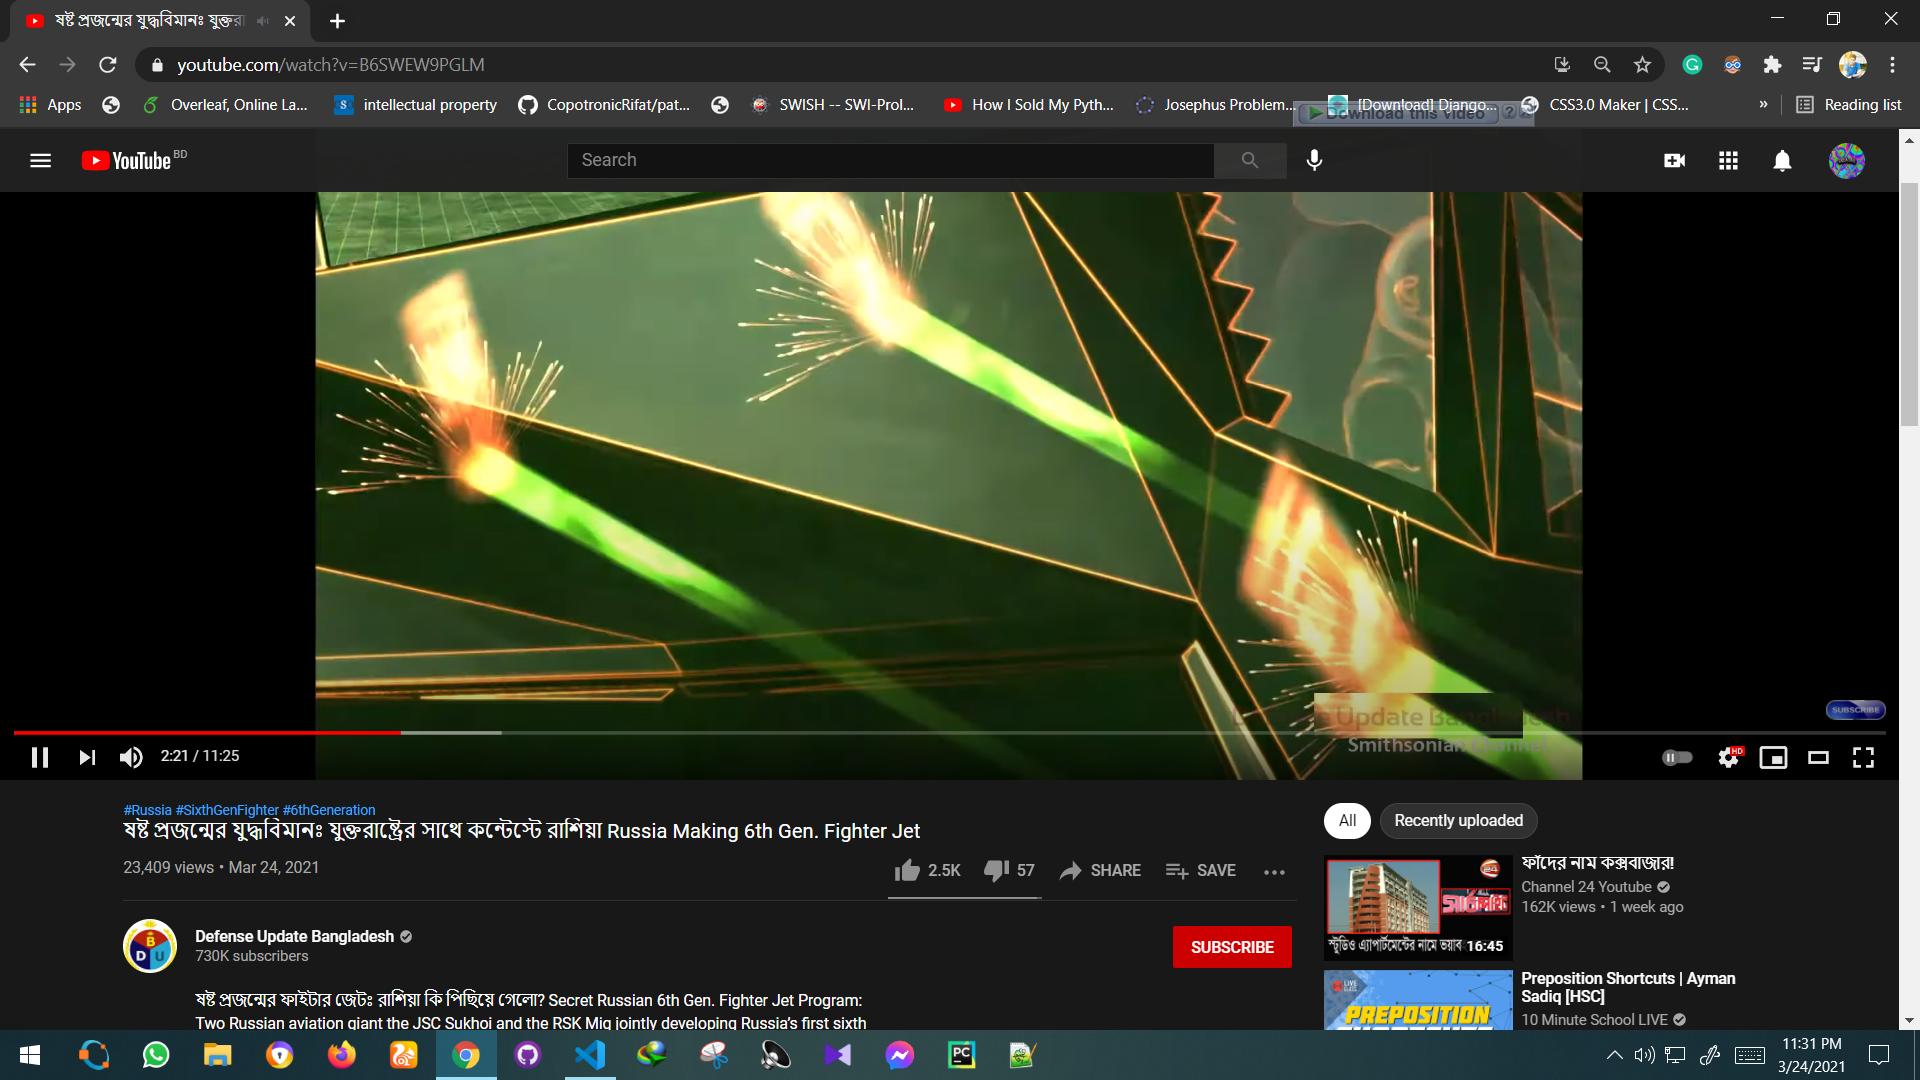 ষষ্ট প্রজন্মের যুদ্ধবিমানঃ যুক্তরা
youtube.com/watch?v=B6SWEW9PGLM
Apps
Overleaf, Online La...
intellectual property
CopotronicRifat/pat...
SWISH -- SWI-Prol...
How I Sold My Pyth...
Josephus Problem...
[Download] Django...
CSS3.0 Maker | CSS...
»
Reading list
Download this video
YouTube BD
Search
Update Bangladesh
Smithsonian Channel
SUBSCRIBE
2:21 / 11:25
HD
#Russia #SixthGenFighter #6thGeneration
ষষ্ট প্রজন্মের যুদ্ধবিমানঃ যুক্তরাষ্ট্রের সাথে কন্টেস্টে রাশিয়া Russia Making 6th Gen. Fighter Jet
23,409 views • Mar 24, 2021
2.5K
57
SHARE
SAVE
All
Recently uploaded
Defense Update Bangladesh
730K subscribers
SUBSCRIBE
ষষ্ট প্রজন্মের ফাইটার জেটঃ রাশিয়া কি পিছিয়ে গেলো? Secret Russian 6th Gen. Fighter Jet Program:
Two Russian aviation giant the JSC Sukhoi and the RSK Mig jointly developing Russia's first sixth
24
সার্চলাইট
স্টুডিও এ্যাপার্টমেন্টের নামে ভয়াব
16:45
ফাঁদের নাম কক্সবাজার!
Channel 24 Youtube
162K views • 1 week ago
LIVE
PREPOSITION
Preposition Shortcuts | Ayman
Sadiq [HSC]
10 Minute School LIVE
PC
11:31 PM
3/24/2021